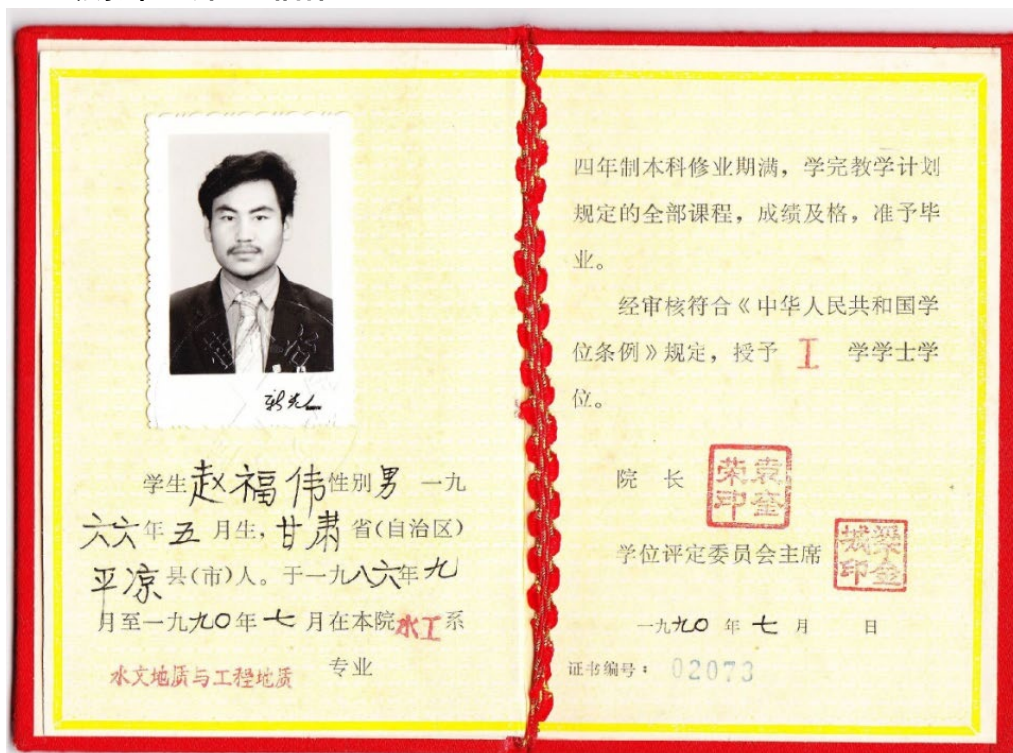 学生赵福伟性别男 一九
六六年五月生，甘肃省(自治区)
平凉县(市)人。于一九八六年九
月至一九九〇年七月在本院水工系
水文地质与工程地质 专业
四年制本科修业期满，学完教学计划
规定的全部课程，成绩及格，准予毕
业。
经审核符合《中华人民共和国学
位条例》规定，授予 工 学学士学
位。
院 长
学位评定委员会主席
一九九〇年七月 日
证书编号：02073